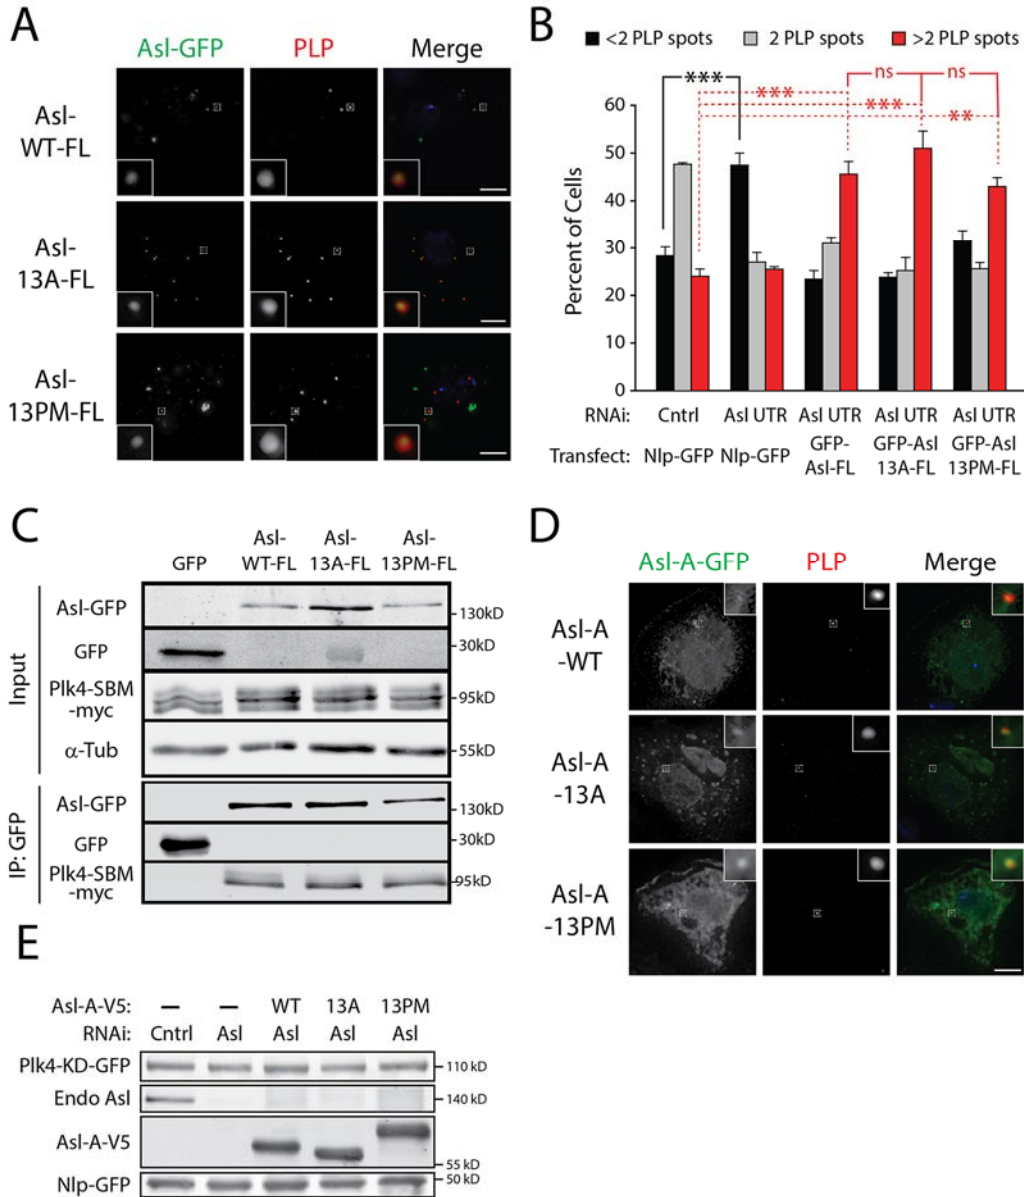 A
Asl-GFP PLP Merge
Asl-
WT-FL
Asl-
13A-FL
Asl-
13PM-FL
B
<2 PLP spots 2 PLP spots >2 PLP spots
*** *** *** ** ns ns
Percent of Cells
60
50
40
30
20
10
0
RNAi: Cntrl Asl UTR Asl UTR Asl UTR Asl UTR
Transfect: Nlp-GFP Nlp-GFP GFP- GFP-Asl GFP-Asl
Asl-FL 13A-FL 13PM-FL
C
GFP Asl- Asl- Asl-
WT-FL 13A-FL 13PM-FL
Input
Asl-GFP 130kD
GFP 30kD
Plk4-SBM
-myc 95kD
α-Tub 55kD
IP: GFP
Asl-GFP 130kD
GFP 30kD
Plk4-SBM
-myc 95kD
D
Asl-A-GFP PLP Merge
Asl-A
-WT
Asl-A
-13A
Asl-A
-13PM
E
Asl-A-V5: – – WT 13A 13PM
RNAi: Cntrl Asl Asl Asl Asl
Plk4-KD-GFP 110 kD
Endo Asl 140 kD
Asl-A-V5 55 kD
Nlp-GFP 50 kD